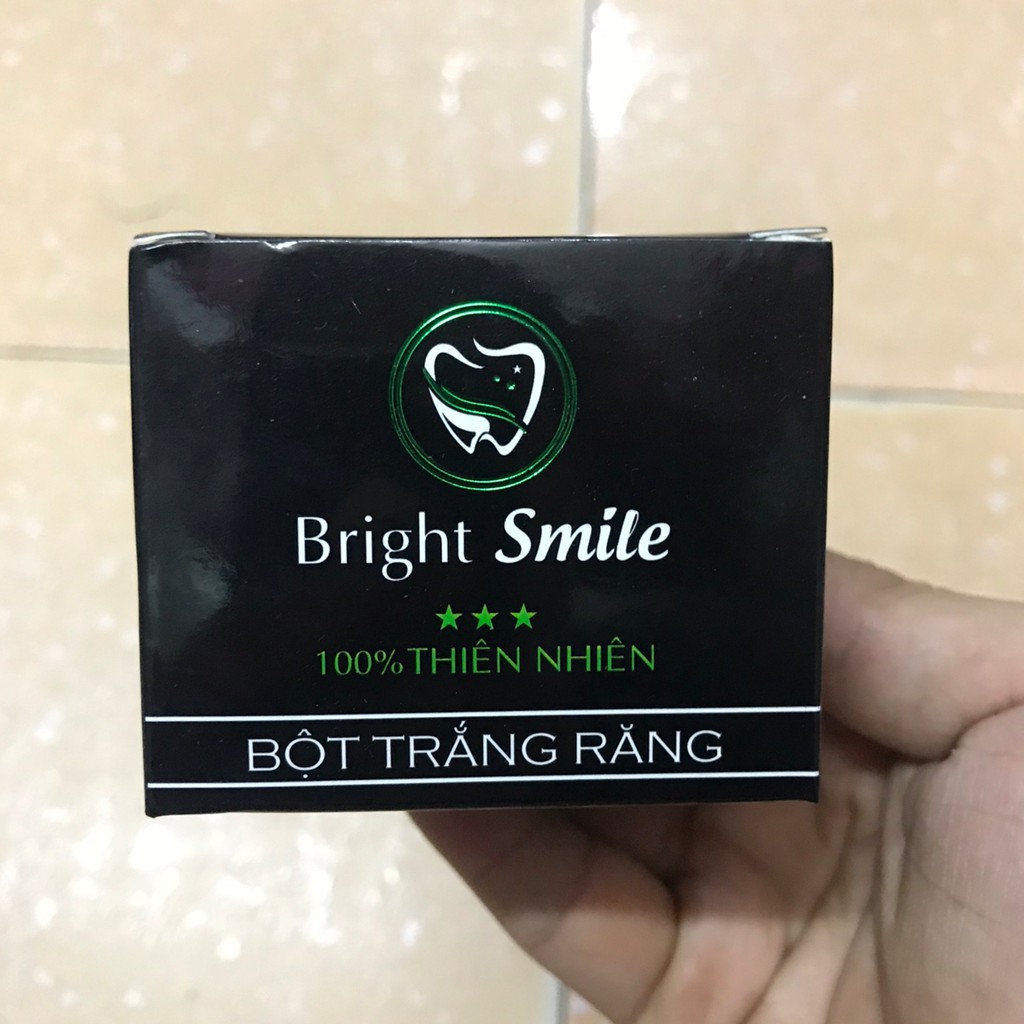 Bright Smile
★★★
100% THIÊN NHIÊN
BỘT TRẮNG RĂNG